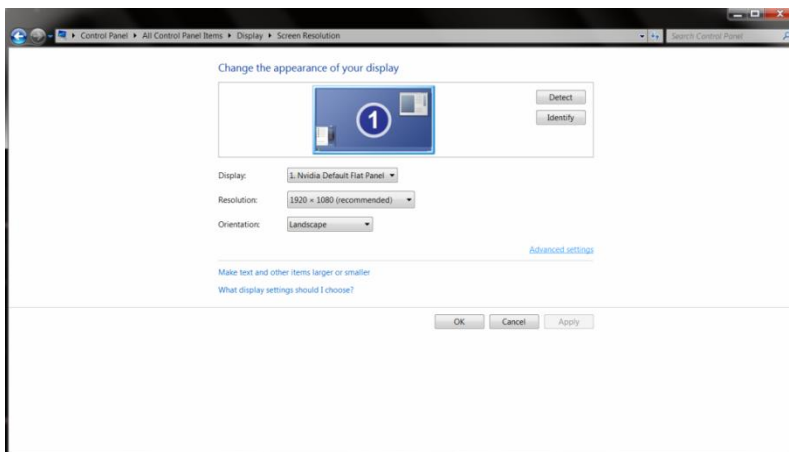 Control Panel ▸ All Control Panel Items ▸ Display ▸ Screen Resolution
Search Control Panel
Change the appearance of your display
1
Detect
Identify
Display: 1. Nvidia Default Flat Panel
Resolution: 1920 × 1080 (recommended)
Orientation: Landscape
Advanced settings
Make text and other items larger or smaller
What display settings should I choose?
OK Cancel Apply